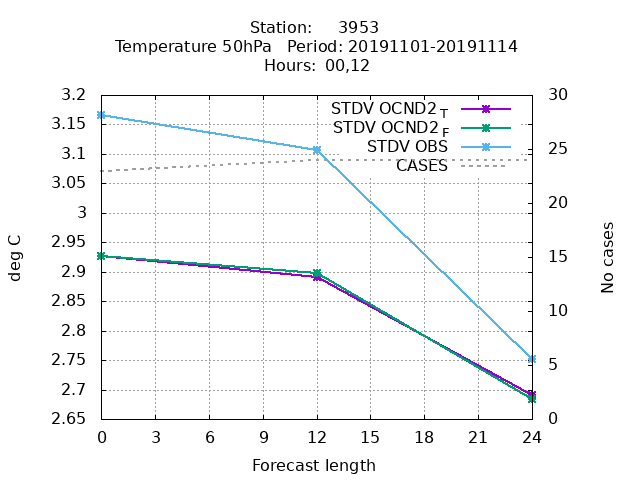 Station: 3953
Temperature 50hPa Period: 20191101-20191114
Hours: 00,12
3.2
3.15
3.1
3.05
3
2.95
2.9
2.85
2.8
2.75
2.7
2.65
30
25
20
15
10
5
0
STDV OCND2 T
STDV OCND2 F
STDV OBS
CASES
deg C
No cases
0 3 6 9 12 15 18 21 24
Forecast length